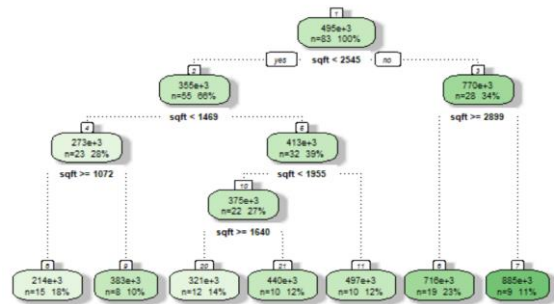 1
495e+3
n=83 100%
yes sqft < 2545 no
2 3
355e+3 770e+3
n=55 66% n=28 34%
sqft < 1469 sqft >= 2899
4 5
273e+3 413e+3
n=23 28% n=32 39%
sqft >= 1072 sqft < 1955
10
375e+3
n=22 27%
sqft >= 1640
8 9 20 21 11 6 7
214e+3 383e+3 321e+3 440e+3 497e+3 716e+3 885e+3
n=15 18% n=8 10% n=12 14% n=10 12% n=10 12% n=19 23% n=9 11%